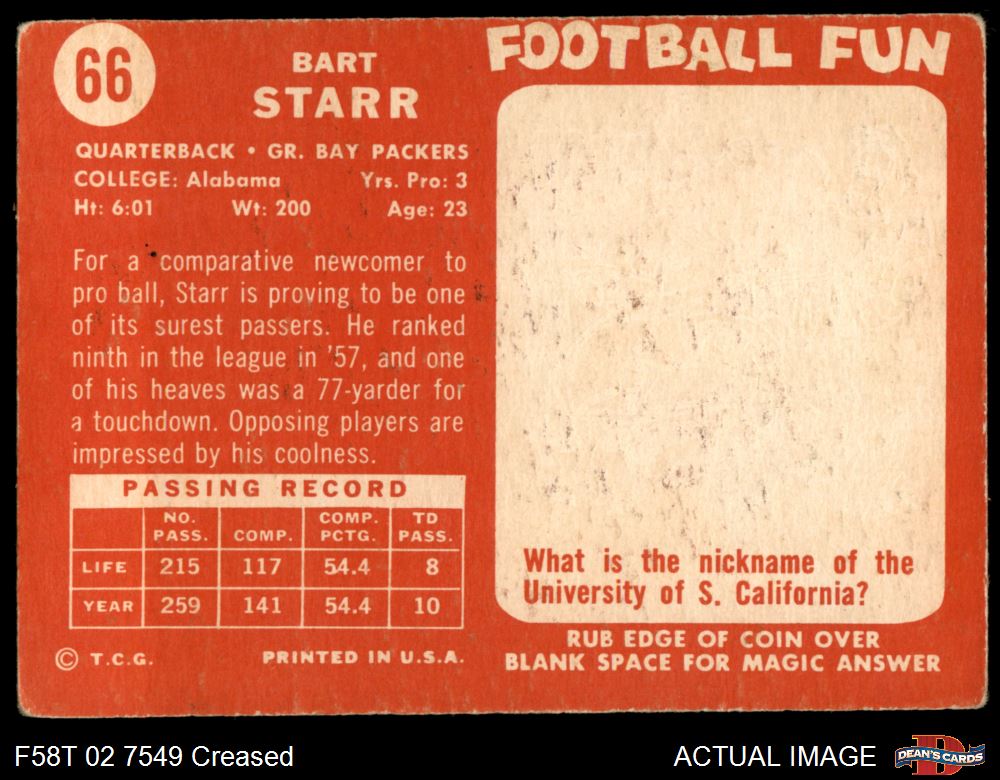 66
BART
STARR
QUARTERBACK • GR. BAY PACKERS
COLLEGE: Alabama Yrs. Pro: 3
Ht: 6:01 Wt: 200 Age: 23
For a comparative newcomer to
pro ball, Starr is proving to be one
of its surest passers. He ranked
ninth in the league in '57, and one
of his heaves was a 77-yarder for
a touchdown. Opposing players are
impressed by his coolness.
PASSING RECORD
NO. PASS. COMP. COMP. PCTG. TD PASS.
LIFE 215 117 54.4 8
YEAR 259 141 54.4 10
© T.C.G. PRINTED IN U.S.A.
FOOTBALL FUN
What is the nickname of the
University of S. California?
RUB EDGE OF COIN OVER
BLANK SPACE FOR MAGIC ANSWER
F58T 02 7549 Creased
ACTUAL IMAGE
DEAN'S CARDS